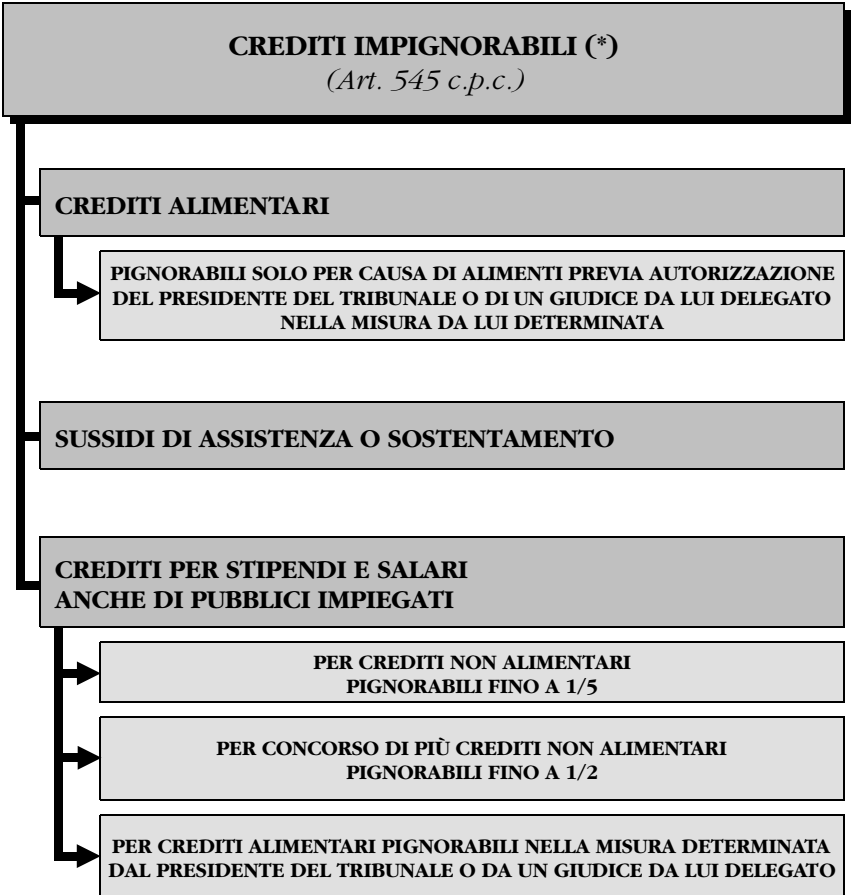 CREDITI IMPIGNORABILI (*)
(Art. 545 c.p.c.)
CREDITI ALIMENTARI
PIGNORABILI SOLO PER CAUSA DI ALIMENTI PREVIA AUTORIZZAZIONE
DEL PRESIDENTE DEL TRIBUNALE O DI UN GIUDICE DA LUI DELEGATO
NELLA MISURA DA LUI DETERMINATA
SUSSIDI DI ASSISTENZA O SOSTENTAMENTO
CREDITI PER STIPENDI E SALARI
ANCHE DI PUBBLICI IMPIEGATI
PER CREDITI NON ALIMENTARI
PIGNORABILI FINO A 1/5
PER CONCORSO DI PIÙ CREDITI NON ALIMENTARI
PIGNORABILI FINO A 1/2
PER CREDITI ALIMENTARI PIGNORABILI NELLA MISURA DETERMINATA
DAL PRESIDENTE DEL TRIBUNALE O DA UN GIUDICE DA LUI DELEGATO